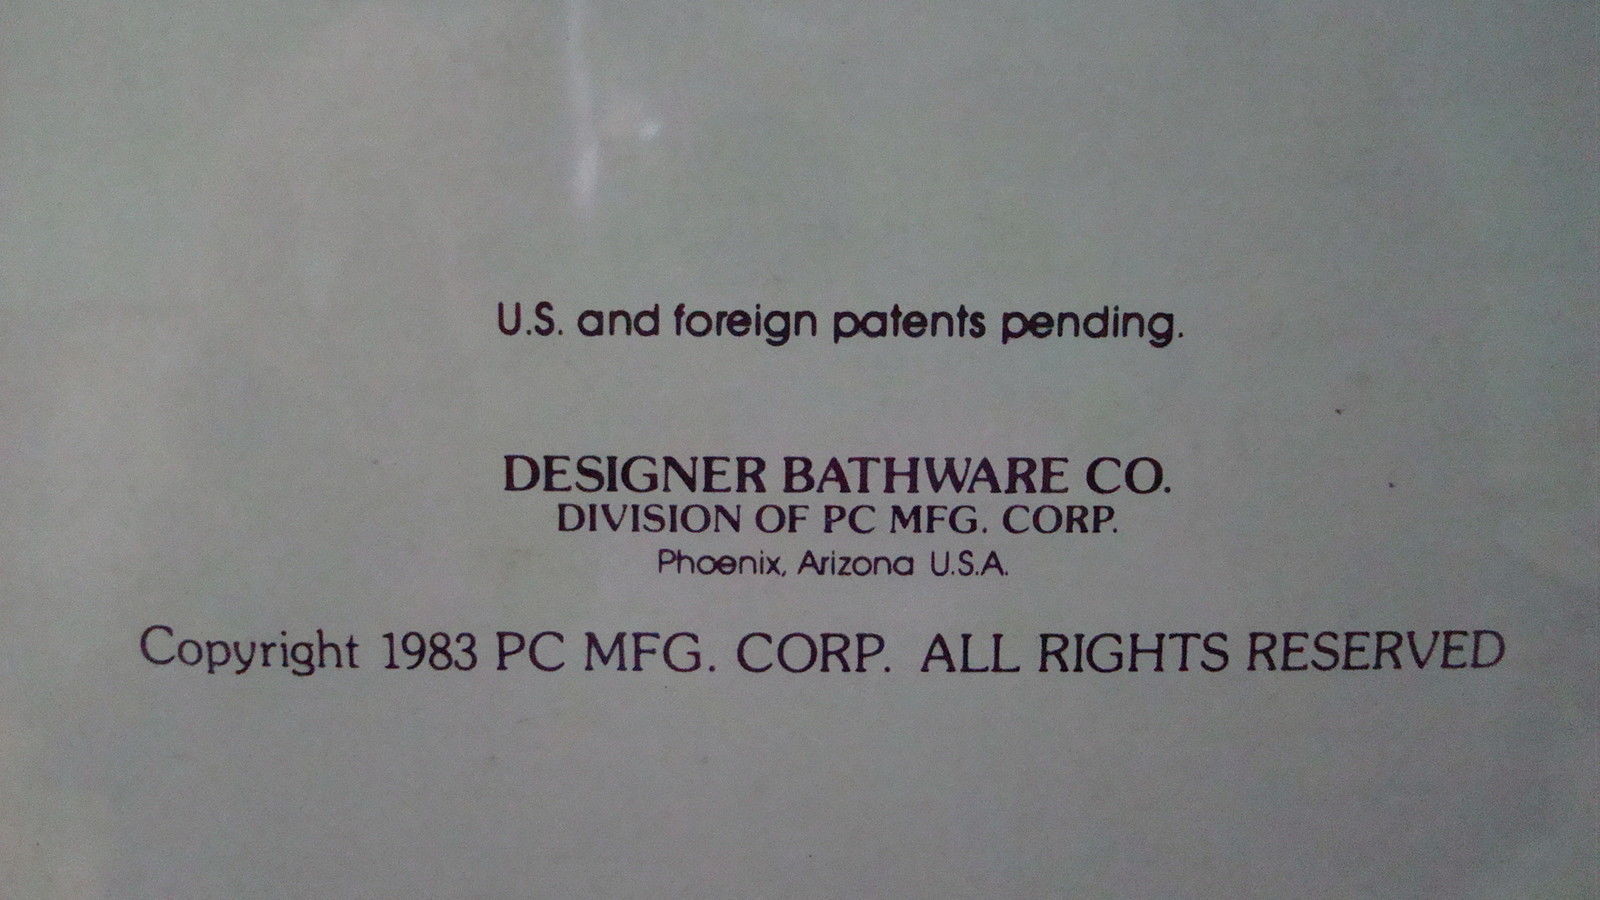 U.S. and foreign patents pending.
DESIGNER BATHWARE CO.
DIVISION OF PC MFG. CORP.
Phoenix, Arizona U.S.A.
Copyright 1983 PC MFG. CORP. ALL RIGHTS RESERVED